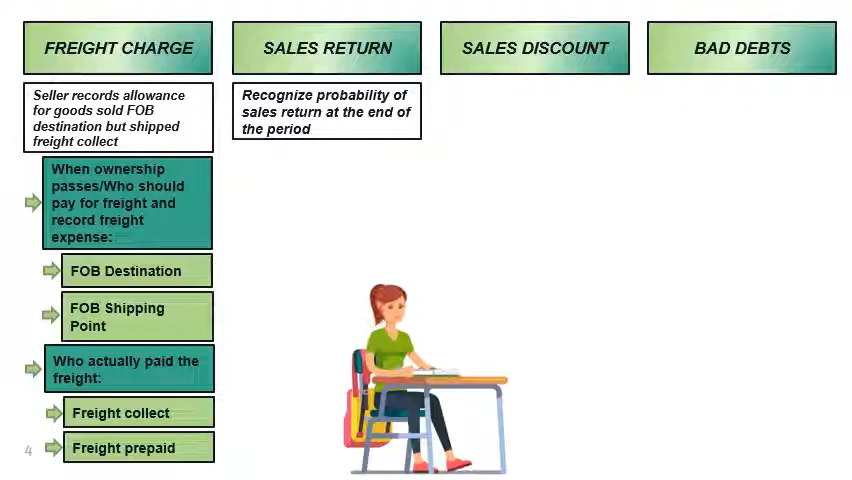 FREIGHT CHARGE
SALES RETURN
SALES DISCOUNT
BAD DEBTS
Seller records allowance
for goods sold FOB
destination but shipped
freight collect
Recognize probability of
sales return at the end of
the period
When ownership
passes/Who should
pay for freight and
record freight
expense:
FOB Destination
FOB Shipping
Point
Who actually paid the
freight:
Freight collect
Freight prepaid
4